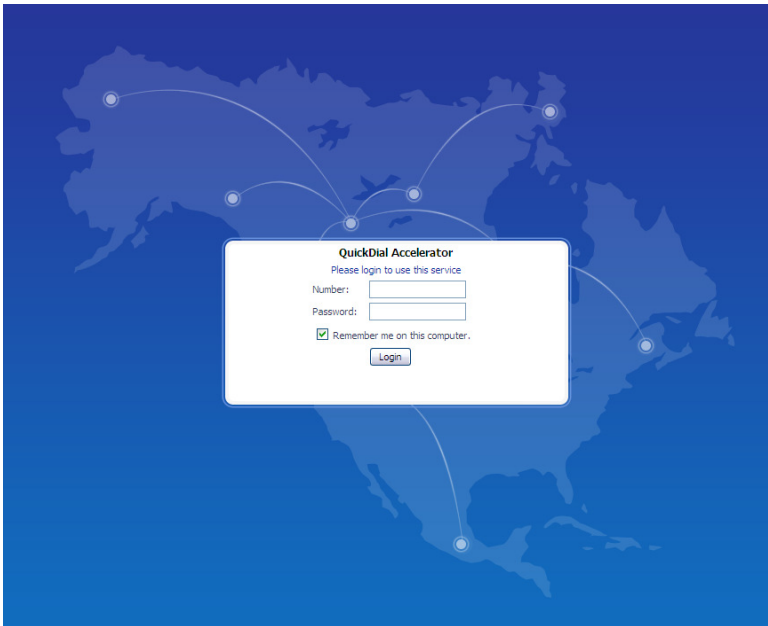 QuickDial Accelerator
Please login to use this service
Number:
Password:
Remember me on this computer.
Login